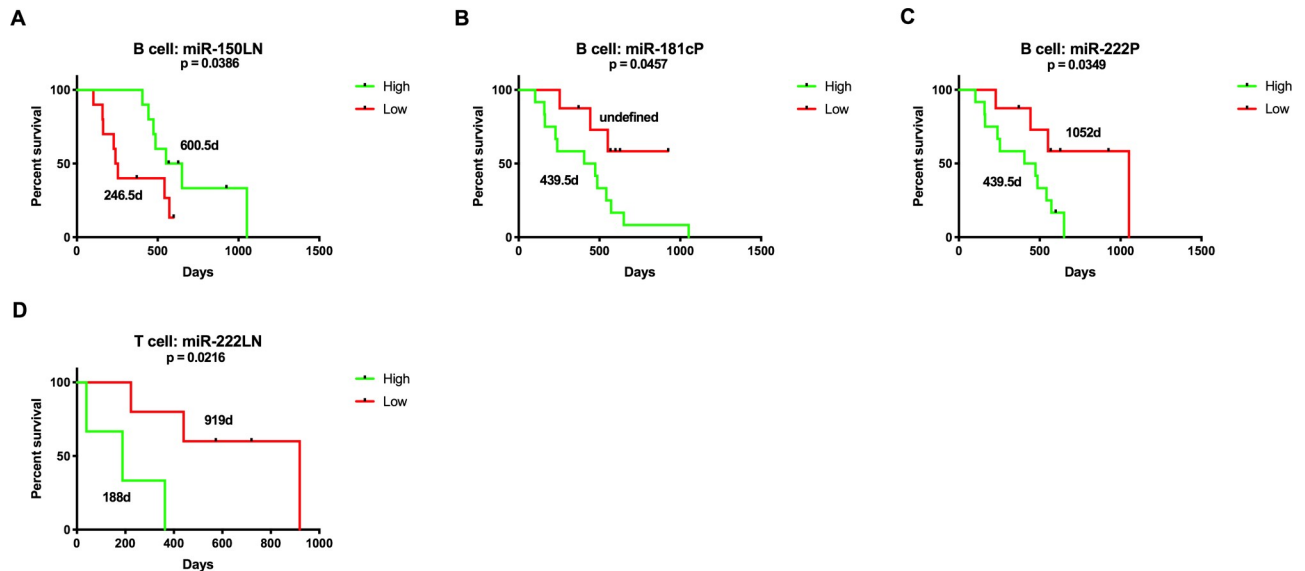 A
B cell: miR-150LN
p = 0.0386
High
Low
Percent survival
100
50
0
600.5d
246.5d
0 500 1000 1500
Days
B
B cell: miR-181cP
p = 0.0457
High
Low
Percent survival
100
50
0
undefined
439.5d
0 500 1000 1500
Days
C
B cell: miR-222P
p = 0.0349
High
Low
Percent survival
100
50
0
1052d
439.5d
0 500 1000 1500
Days
D
T cell: miR-222LN
p = 0.0216
High
Low
Percent survival
100
50
0
919d
188d
0 200 400 600 800 1000
Days